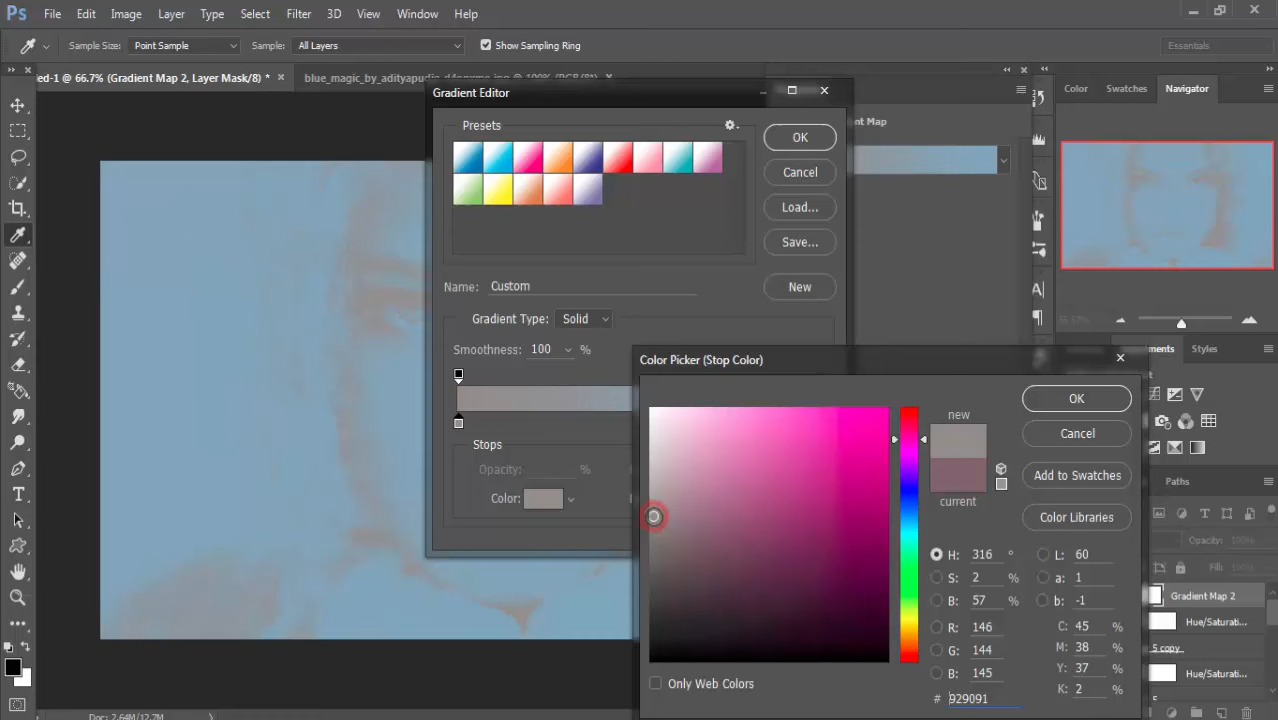 Ps File Edit Image Layer Type Select Filter 3D View Window Help
Sample Size: Point Sample Sample: All Layers Show Sampling Ring Essentials
ed-1 @ 66.7% (Gradient Map 2, Layer Mask/8) *
Gradient Editor
Color Swatches Navigator
Presets
nt Map
OK
Cancel
Load...
Save...
Name: Custom
New
Gradient Type: Solid
Smoothness: 100 %
Styles
Color Picker (Stop Color)
new
OK
Cancel
current
Add to Swatches
Color Libraries
Stops
Opacity: %
Color:
Paths
H: 316 °
S: 2 %
B: 57 %
R: 146
G: 144
B: 145
# 929091
L: 60
a: 1
b: -1
C: 45 %
M: 38 %
Y: 37 %
K: 2 %
Only Web Colors
Opacity: 100%
Fill: 100%
Gradient Map 2
Hue/Saturati...
5 copy
Hue/Saturati...
T
A
Doc: 2.64M/12.7M